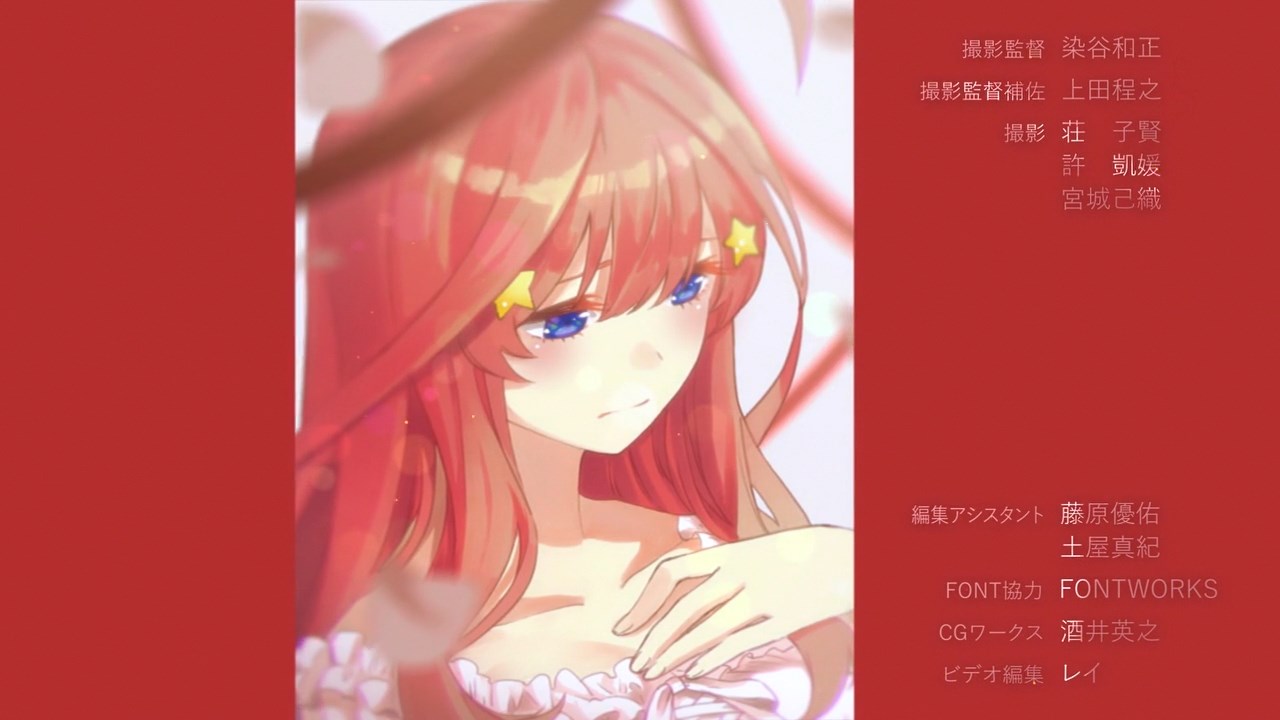 撮影監督 染谷和正
撮影監督補佐 上田程之
撮影 荘　子賢
許　凱媛
宮城己織
編集アシスタント 藤原優佑
土屋真紀
FONT協力 FONTWORKS
CGワークス 酒井英之
ビデオ編集 レイ